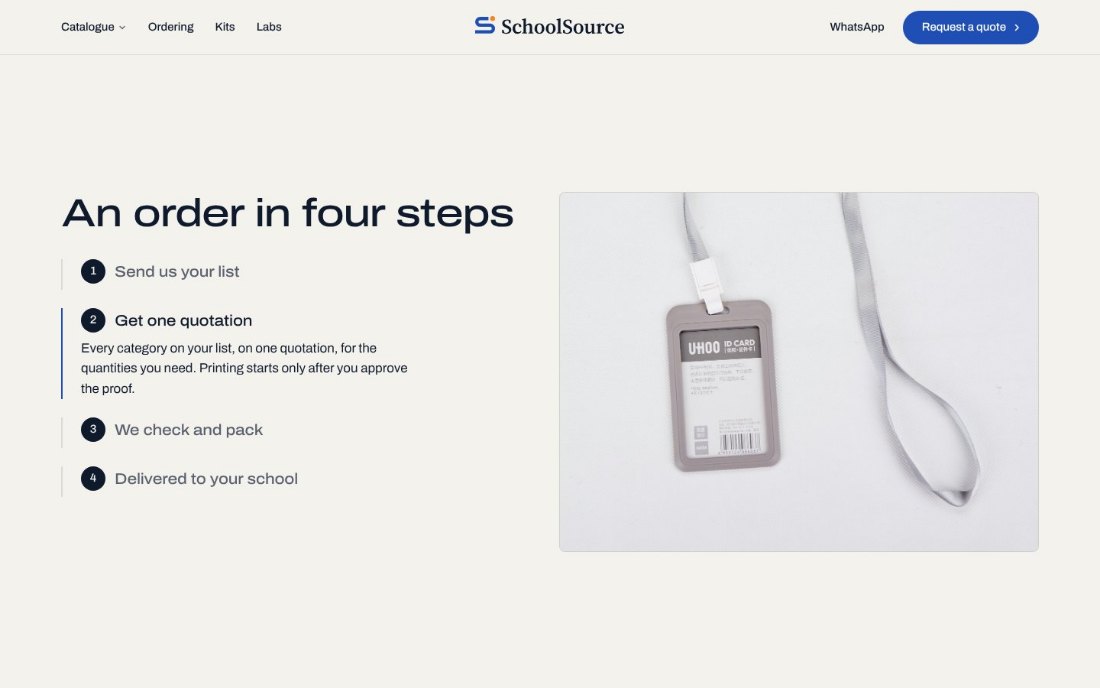 Catalogue
Ordering
Kits
Labs
SchoolSource
WhatsApp
Request a quote
An order in four steps
1 Send us your list
2 Get one quotation
Every category on your list, on one quotation, for the
quantities you need. Printing starts only after you approve
the proof.
3 We check and pack
4 Delivered to your school
UHOO ID CARD